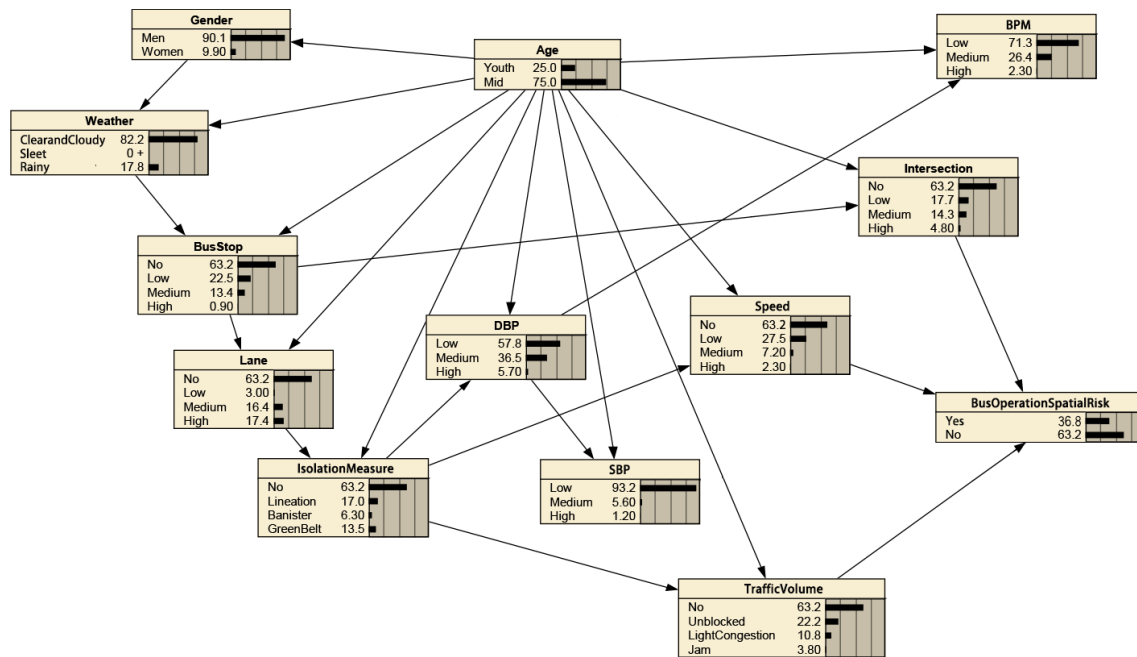 Gender
Men 90.1
Women 9.90
Age
Youth 25.0
Mid 75.0
BPM
Low 71.3
Medium 26.4
High 2.30
Weather
ClearandCloudy 82.2
Sleet 0 +
Rainy 17.8
Intersection
No 63.2
Low 17.7
Medium 14.3
High 4.80
BusStop
No 63.2
Low 22.5
Medium 13.4
High 0.90
Speed
No 63.2
Low 27.5
Medium 7.20
High 2.30
DBP
Low 57.8
Medium 36.5
High 5.70
Lane
No 63.2
Low 3.00
Medium 16.4
High 17.4
BusOperationSpatialRisk
Yes 36.8
No 63.2
IsolationMeasure
No 63.2
Lineation 17.0
Banister 6.30
GreenBelt 13.5
SBP
Low 93.2
Medium 5.60
High 1.20
TrafficVolume
No 63.2
Unblocked 22.2
LightCongestion 10.8
Jam 3.80